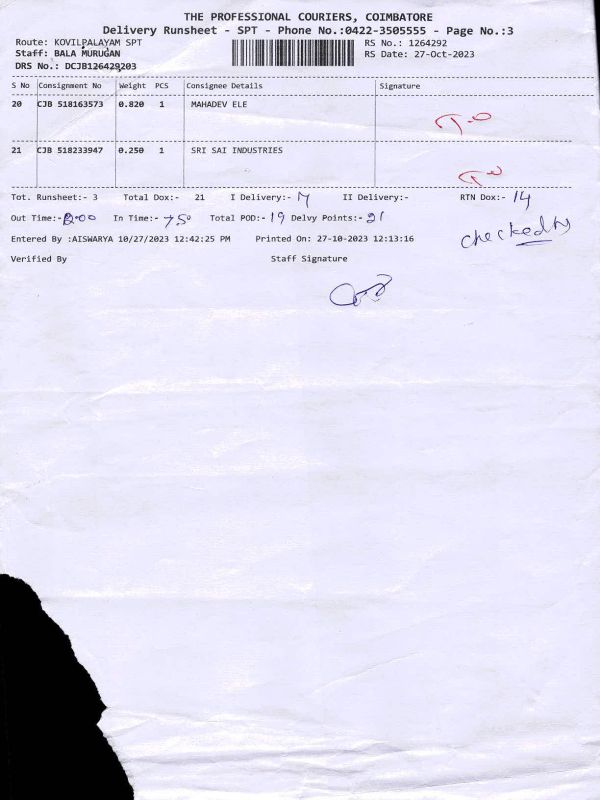 THE PROFESSIONAL COURIERS, COIMBATORE
Delivery Runsheet - SPT - Phone No.:0422-3505555 - Page No.:3
Route: KOVILPALAYAM SPT RS No.: 1264292
Staff: BALA MURUGAN RS Date: 27-Oct-2023
DRS No.: DCJB126429203
S No Consignment No Weight PCS Consignee Details Signature
20 CJB 518163573 0.820 1 MAHADEV ELE
21 CJB 518233947 0.250 1 SRI SAI INDUSTRIES
Tot. Runsheet:- 3 Total Dox:- 21 I Delivery:- II Delivery:- RTN Dox:- 14
Out Time:- In Time:- 750 Total POD:- 19 Delvy Points:- 21
Entered By :AISWARYA 10/27/2023 12:42:25 PM Printed On: 27-10-2023 12:13:16 checked by
Verified By Staff Signature